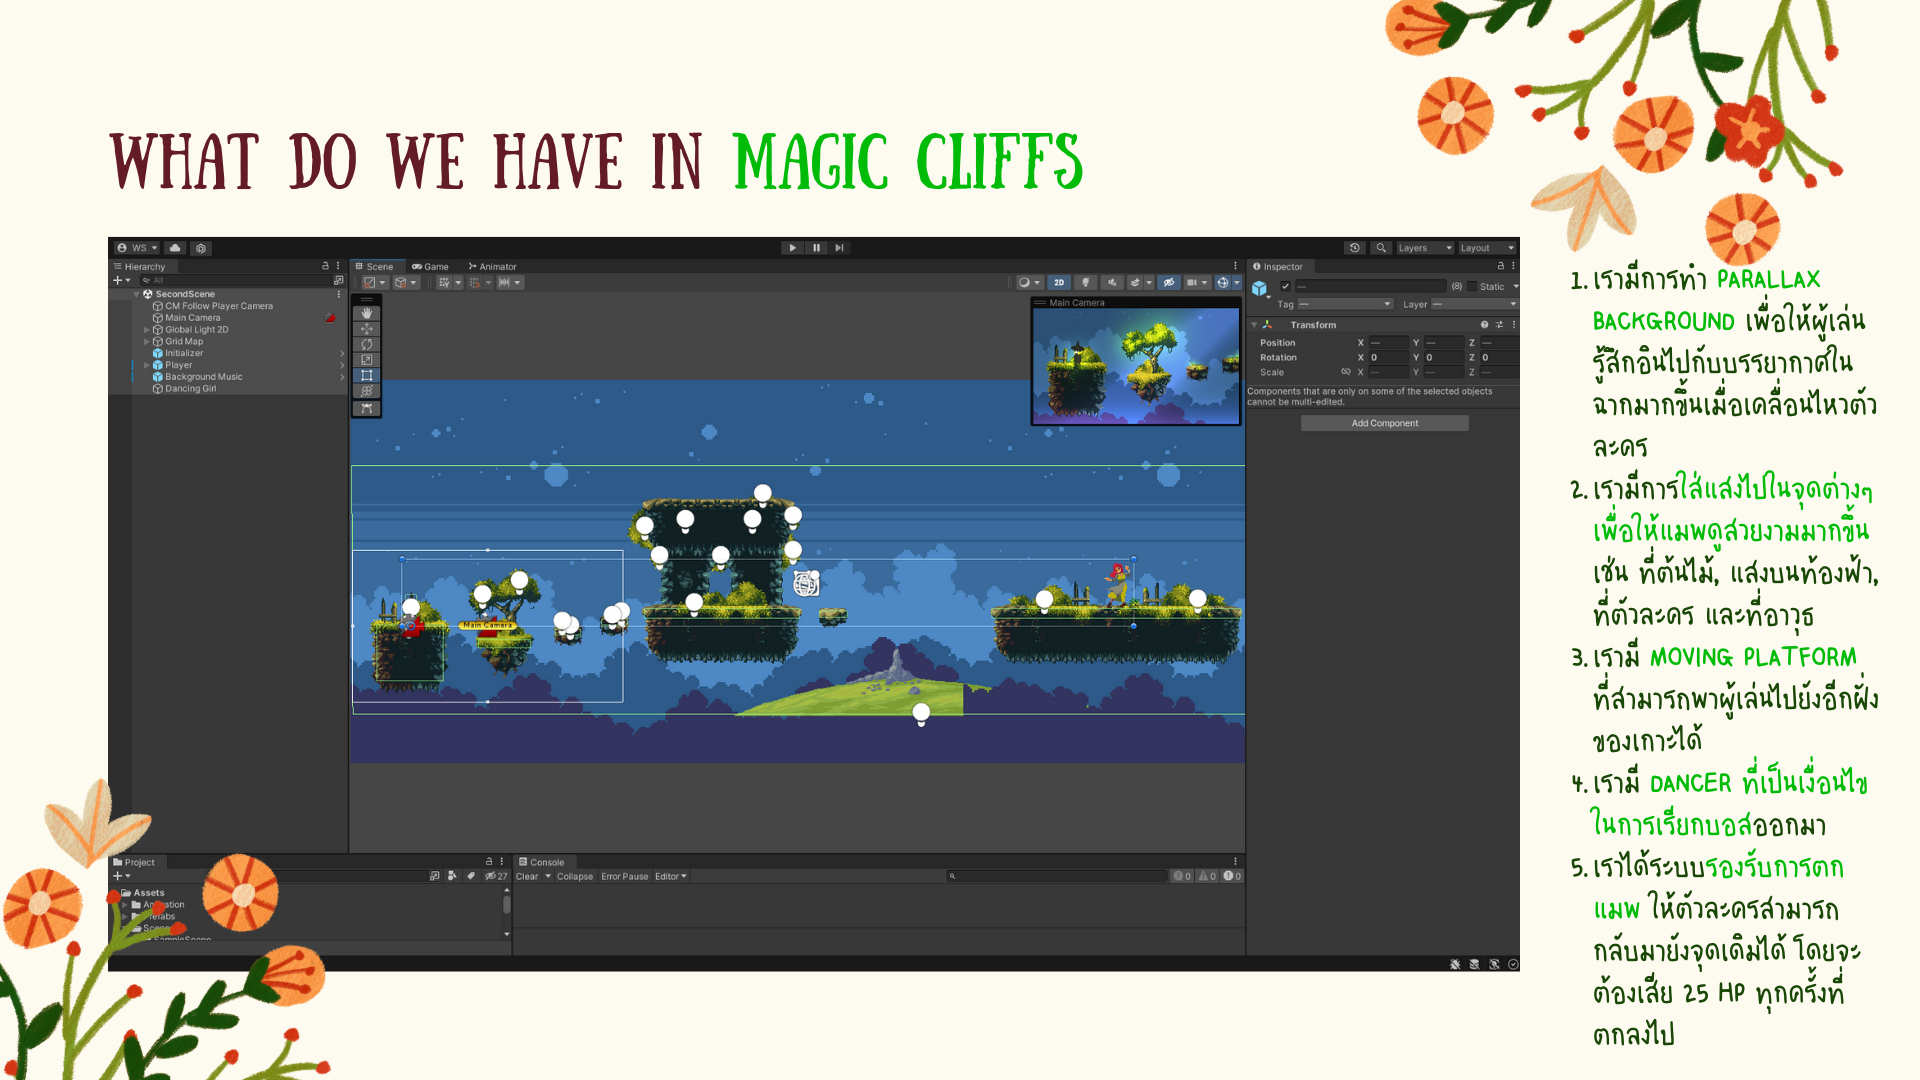 WHAT DO WE HAVE IN MAGIC CLIFFS
WS
Layers
Layout
Hierarchy
All
SecondScene
CM Follow Player Camera
Main Camera
Global Light 2D
Grid Map
Initializer
Player
Background Music
Dancing Girl
Scene
Game
Animator
2D
Main Camera
Main Camera
Inspector
(8)
Static
Tag —
Layer —
Transform
Position X — Y — Z —
Rotation X 0 Y 0 Z 0
Scale X — Y — Z —
Components that are only on some of the selected objects
cannot be multi-edited.
Add Component
Project
27
Assets
Animation
Prefabs
Scenes
SampleScene
Console
Clear
Collapse
Error Pause
Editor
0
0
0
1. เรามีการทำ PARALLAX
BACKGROUND เพื่อให้ผู้เล่น
รู้สึกอินไปกับบรรยากาศใน
ฉากมากขึ้นเมื่อเคลื่อนไหวตัว
ละคร
2. เรามีการใส่แสงไปในจุดต่างๆ
เพื่อให้แมพดูสวยงามมากขึ้น
เช่น ที่ต้นไม้, แสงบนท้องฟ้า,
ที่ตัวละคร และที่อาวุธ
3. เรามี MOVING PLATFORM
ที่สามารถพาผู้เล่นไปยังอีกฝั่ง
ของเกาะได้
4. เรามี DANCER ที่เป็นเงื่อนไข
ในการเรียกบอสออกมา
5. เราได้ระบบรองรับการตก
แมพ ให้ตัวละครสามารถ
กลับมายังจุดเดิมได้ โดยจะ
ต้องเสีย 25 HP ทุกครั้งที่
ตกลงไป